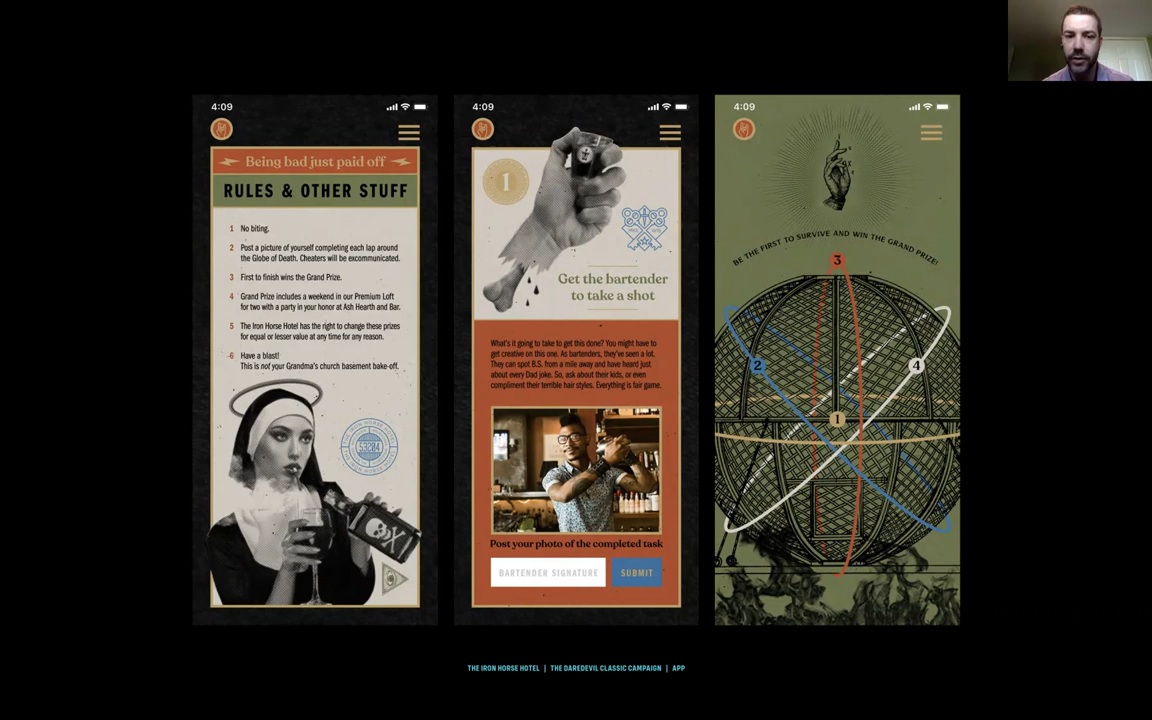 4:09
Being bad just paid off
RULES & OTHER STUFF
1 No biting.
2 Post a picture of yourself completing each lap around
the Globe of Death. Cheaters will be excommunicated.
3 First to finish wins the Grand Prize.
4 Grand Prize includes a weekend in our Premium Loft
for two with a party in your honor at Ash Hearth and Bar.
5 The Iron Horse Hotel has the right to change these prizes
for equal or lesser value at any time for any reason.
6 Have a blast!
This is not your Grandma's church basement bake-off.
THE IRON HORSE HOTEL
53204
X
4:09
1
Get the bartender
to take a shot
What's it going to take to get this done? You might have to
get creative on this one. As bartenders, they've seen a lot.
They can spot B.S. from a mile away and have heard just
about every Dad joke. So, ask about their kids, or even
compliment their terrible hair styles. Everything is fair game.
Post your photo of the completed task
BARTENDER SIGNATURE
SUBMIT
4:09
BE THE FIRST TO SURVIVE AND WIN THE GRAND PRIZE!
3
2
4
1
THE IRON HORSE HOTEL | THE DAREDEVIL CLASSIC CAMPAIGN | APP